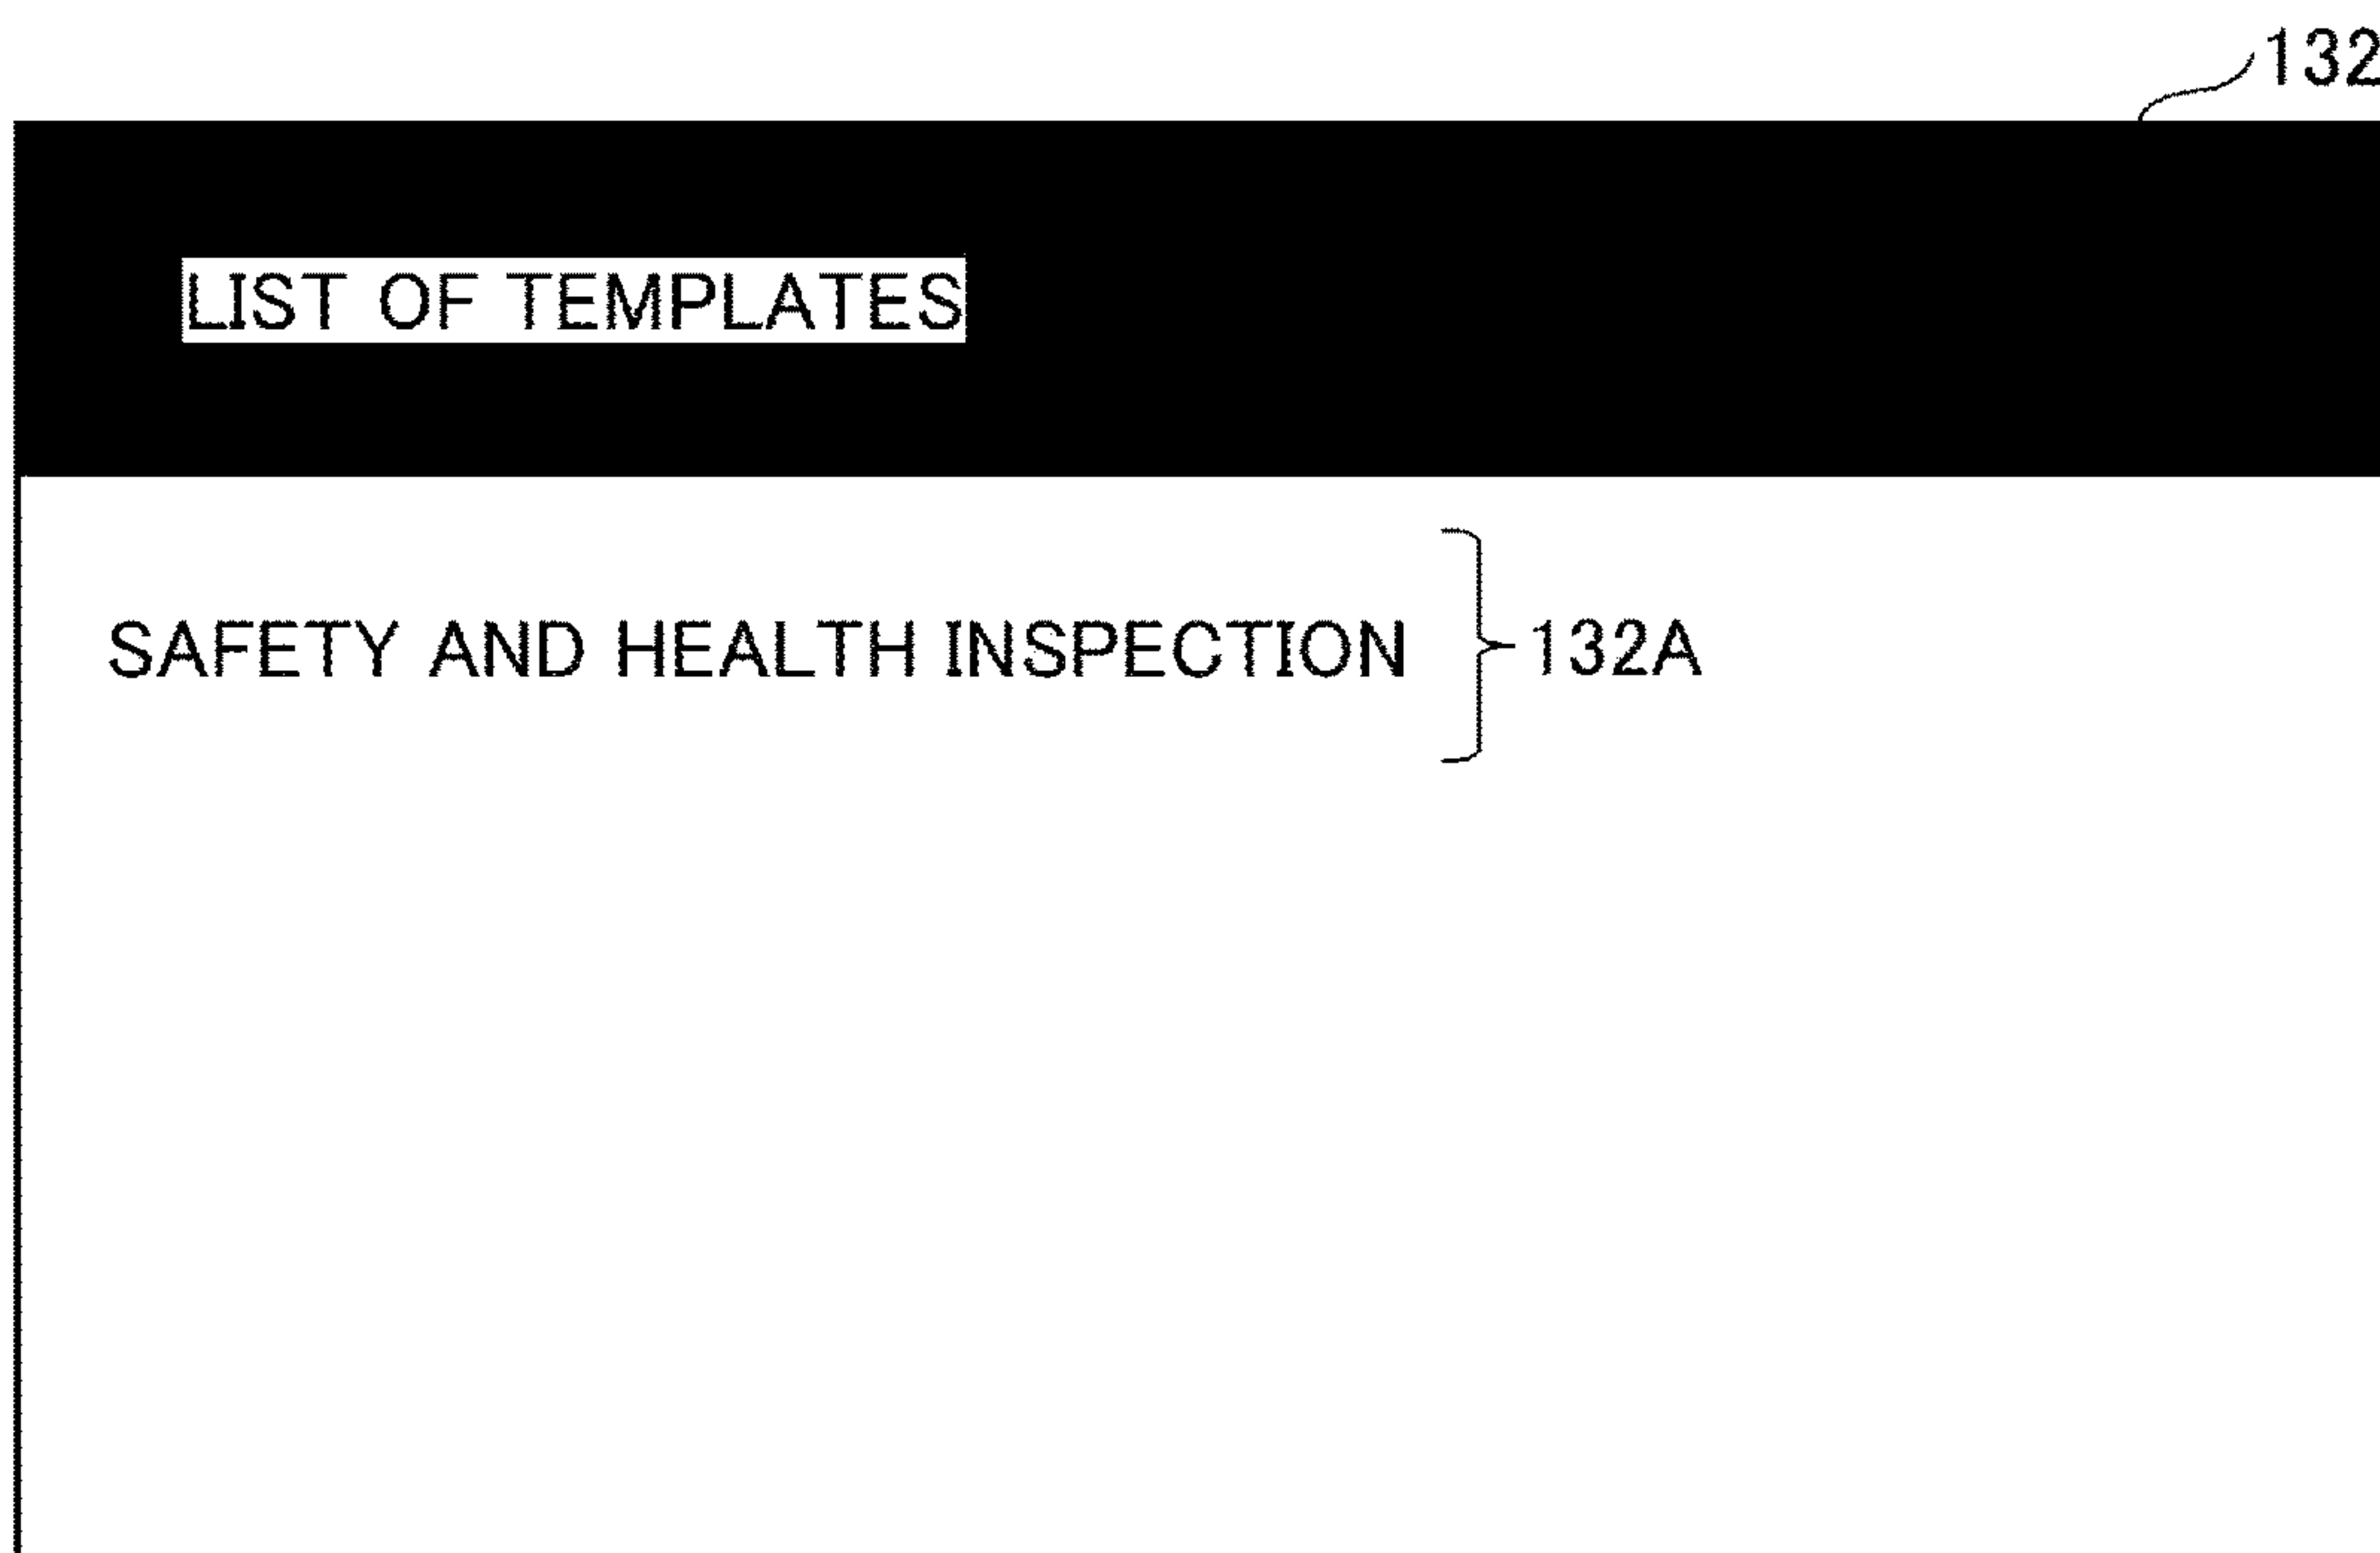 132
LIST OF TEMPLATES
SAFETY AND HEALTH INSPECTION 132A